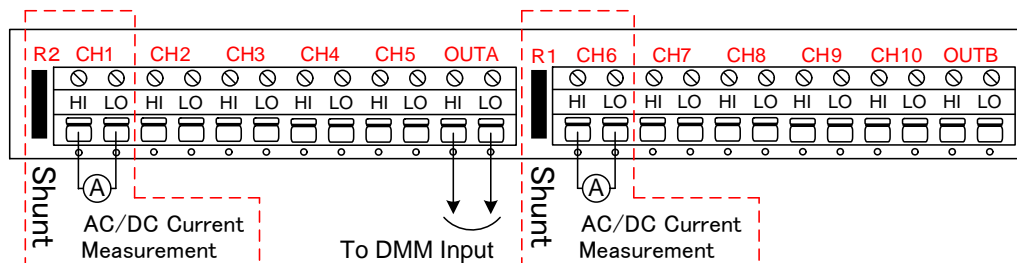 R2 CH1 CH2 CH3 CH4 CH5 OUTA R1 CH6 CH7 CH8 CH9 CH10 OUTB
HI LO HI LO HI LO HI LO HI LO HI LO HI LO HI LO HI LO HI LO HI LO HI LO
Shunt
A
AC/DC Current
Measurement
To DMM Input
Shunt
A
AC/DC Current
Measurement